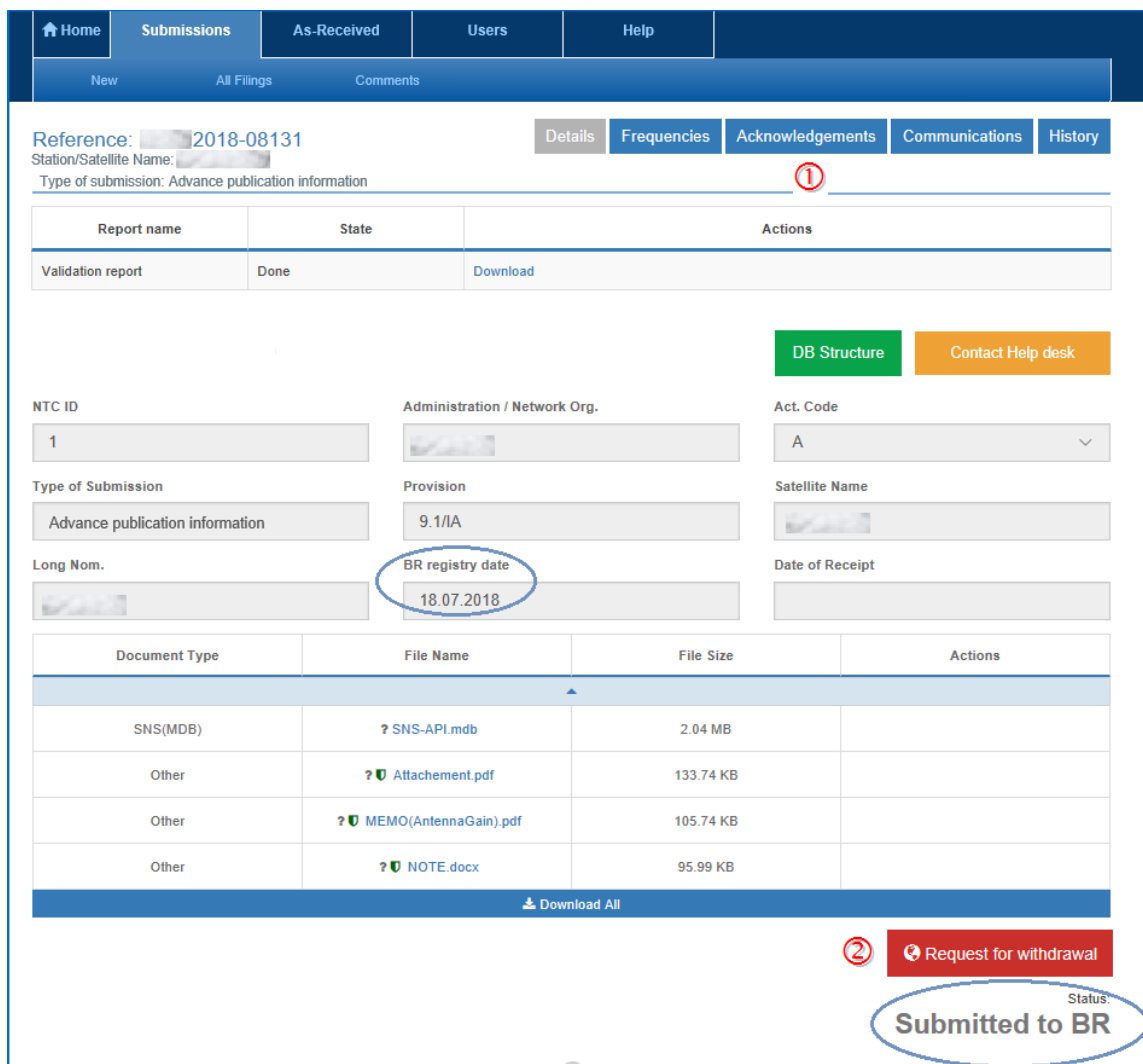 Home Submissions As-Received Users Help
New All Filings Comments
Reference: 2018-08131 Details Frequencies Acknowledgements Communications History
Station/Satellite Name:
Type of submission: Advance publication information ①
Report name State Actions
Validation report Done Download
DB Structure Contact Help desk
NTC ID Administration / Network Org. Act. Code
1 A
Type of Submission Provision Satellite Name
Advance publication information 9.1/IA
Long Nom. BR registry date Date of Receipt
18.07.2018
Document Type File Name File Size Actions
SNS(MDB) ? SNS-API.mdb 2.04 MB
Other ? Attachement.pdf 133.74 KB
Other ? MEMO(AntennaGain).pdf 105.74 KB
Other ? NOTE.docx 95.99 KB
Download All
② Request for withdrawal
Status:
Submitted to BR